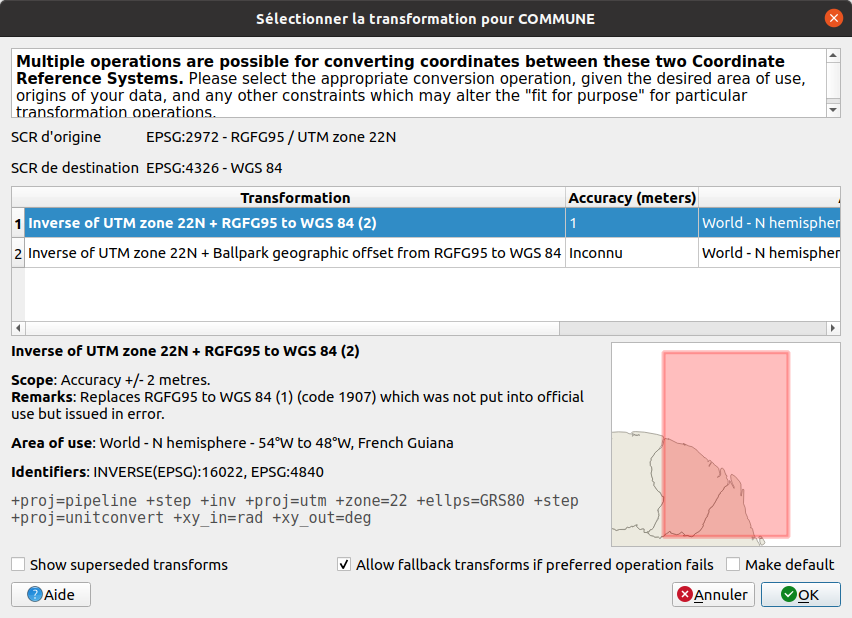 Sélectionner la transformation pour COMMUNE
Multiple operations are possible for converting coordinates between these two Coordinate
Reference Systems. Please select the appropriate conversion operation, given the desired area of use,
origins of your data, and any other constraints which may alter the "fit for purpose" for particular
transformation operations.
SCR d'origine EPSG:2972 - RGFG95 / UTM zone 22N
SCR de destination EPSG:4326 - WGS 84
Transformation Accuracy (meters)
1 Inverse of UTM zone 22N + RGFG95 to WGS 84 (2) 1 World - N hemispher
2 Inverse of UTM zone 22N + Ballpark geographic offset from RGFG95 to WGS 84 Inconnu World - N hemispher
Inverse of UTM zone 22N + RGFG95 to WGS 84 (2)
Scope: Accuracy +/- 2 metres.
Remarks: Replaces RGFG95 to WGS 84 (1) (code 1907) which was not put into official
use but issued in error.
Area of use: World - N hemisphere - 54°W to 48°W, French Guiana
Identifiers: INVERSE(EPSG):16022, EPSG:4840
+proj=pipeline +step +inv +proj=utm +zone=22 +ellps=GRS80 +step
+proj=unitconvert +xy_in=rad +xy_out=deg
Show superseded transforms Allow fallback transforms if preferred operation fails Make default
Aide Annuler OK